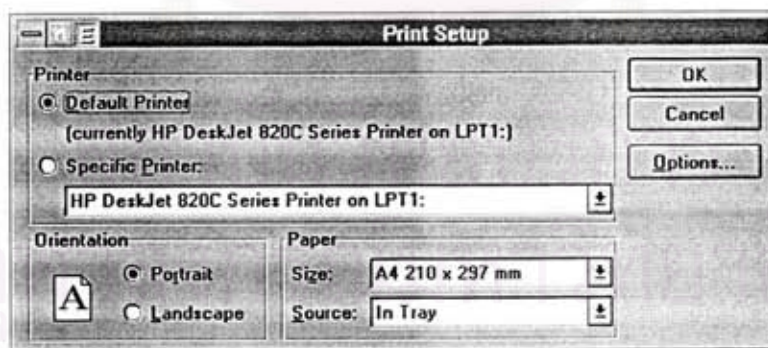 Print Setup
Printer
Default Printer
(currently HP DeskJet 820C Series Printer on LPT1:)
Specific Printer:
HP DeskJet 820C Series Printer on LPT1:
OK
Cancel
Options...
Orientation
A
Portrait
Landscape
Paper
Size: A4 210 x 297 mm
Source: In Tray